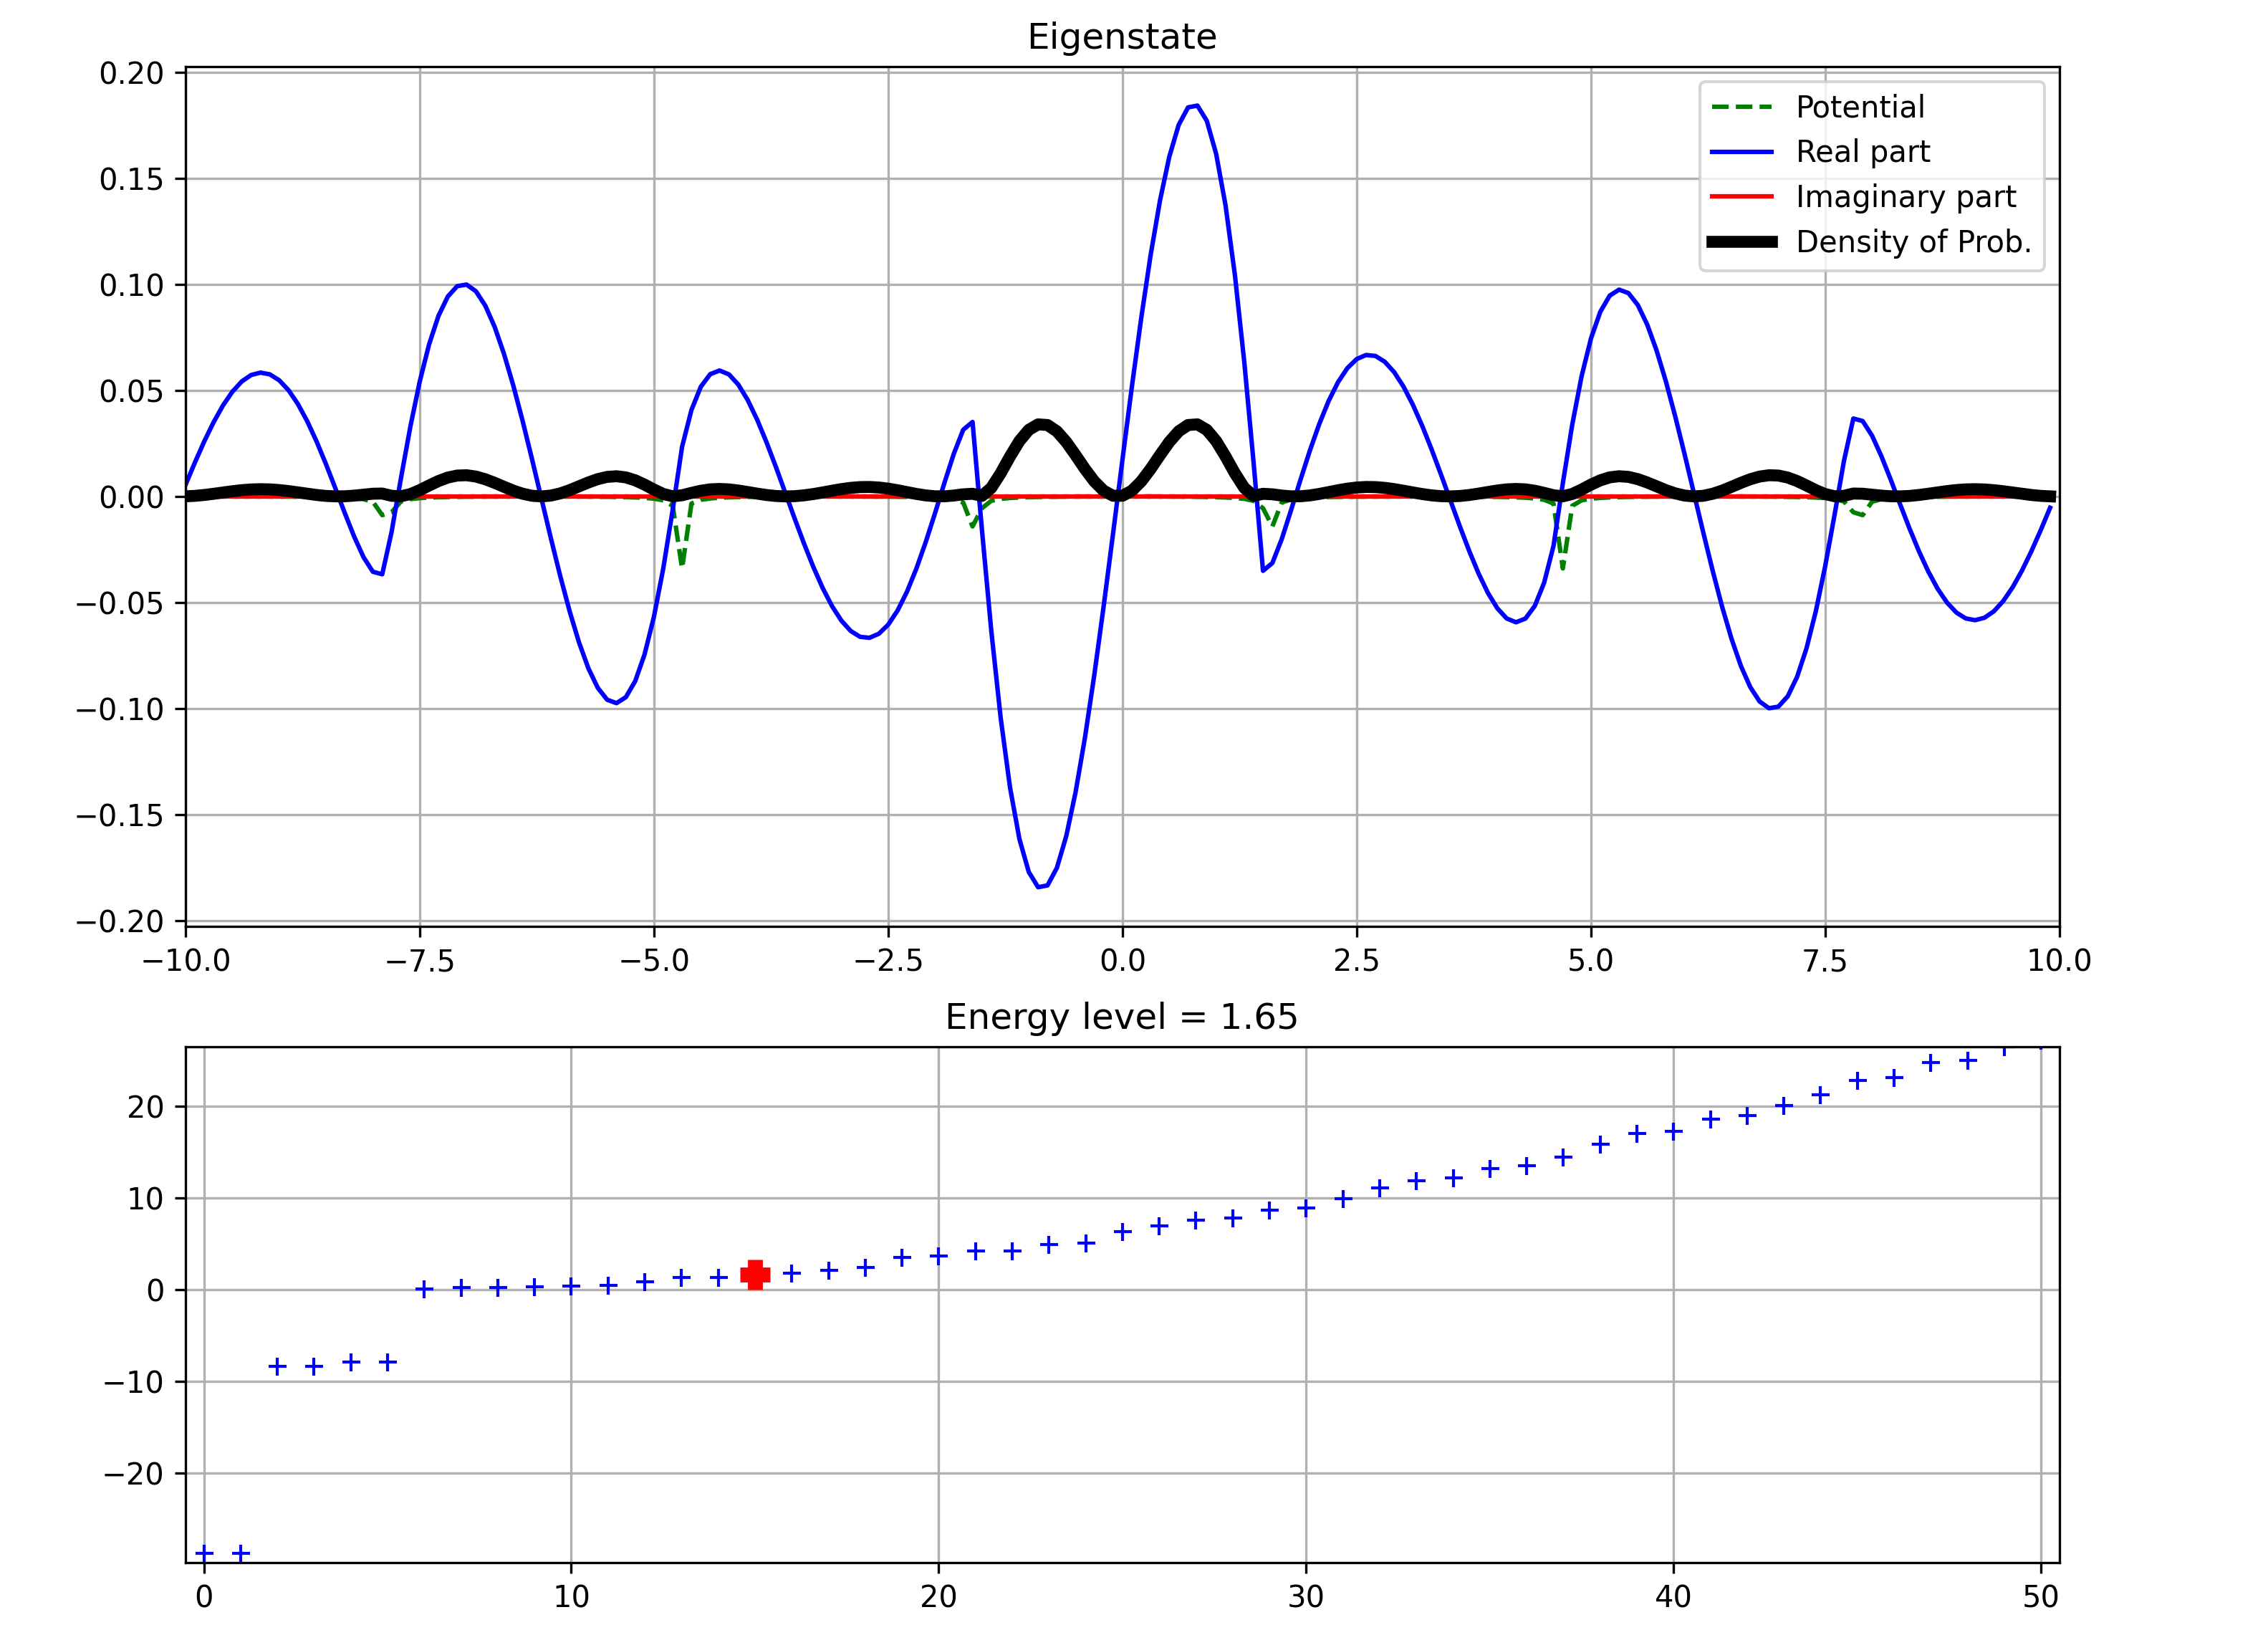 Eigenstate
0.20
0.15
0.10
0.05
0.00
−0.05
−0.10
−0.15
−0.20
Potential
Real part
Imaginary part
Density of Prob.
−10.0 −7.5 −5.0 −2.5 0.0 2.5 5.0 7.5 10.0
Energy level = 1.65
20
10
0
−10
−20
0 10 20 30 40 50